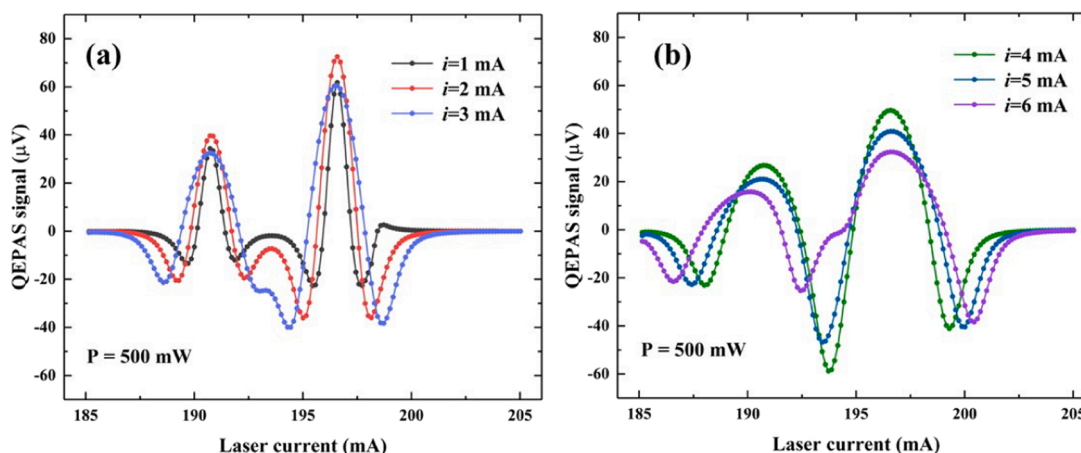 (a)
i=1 mA
i=2 mA
i=3 mA
80
60
40
20
0
-20
-40
-60
QEPAS signal (μV)
P = 500 mW
185 190 195 200 205
Laser current (mA)
(b)
i=4 mA
i=5 mA
i=6 mA
80
60
40
20
0
-20
-40
-60
QEPAS signal (μV)
P = 500 mW
185 190 195 200 205
Laser current (mA)